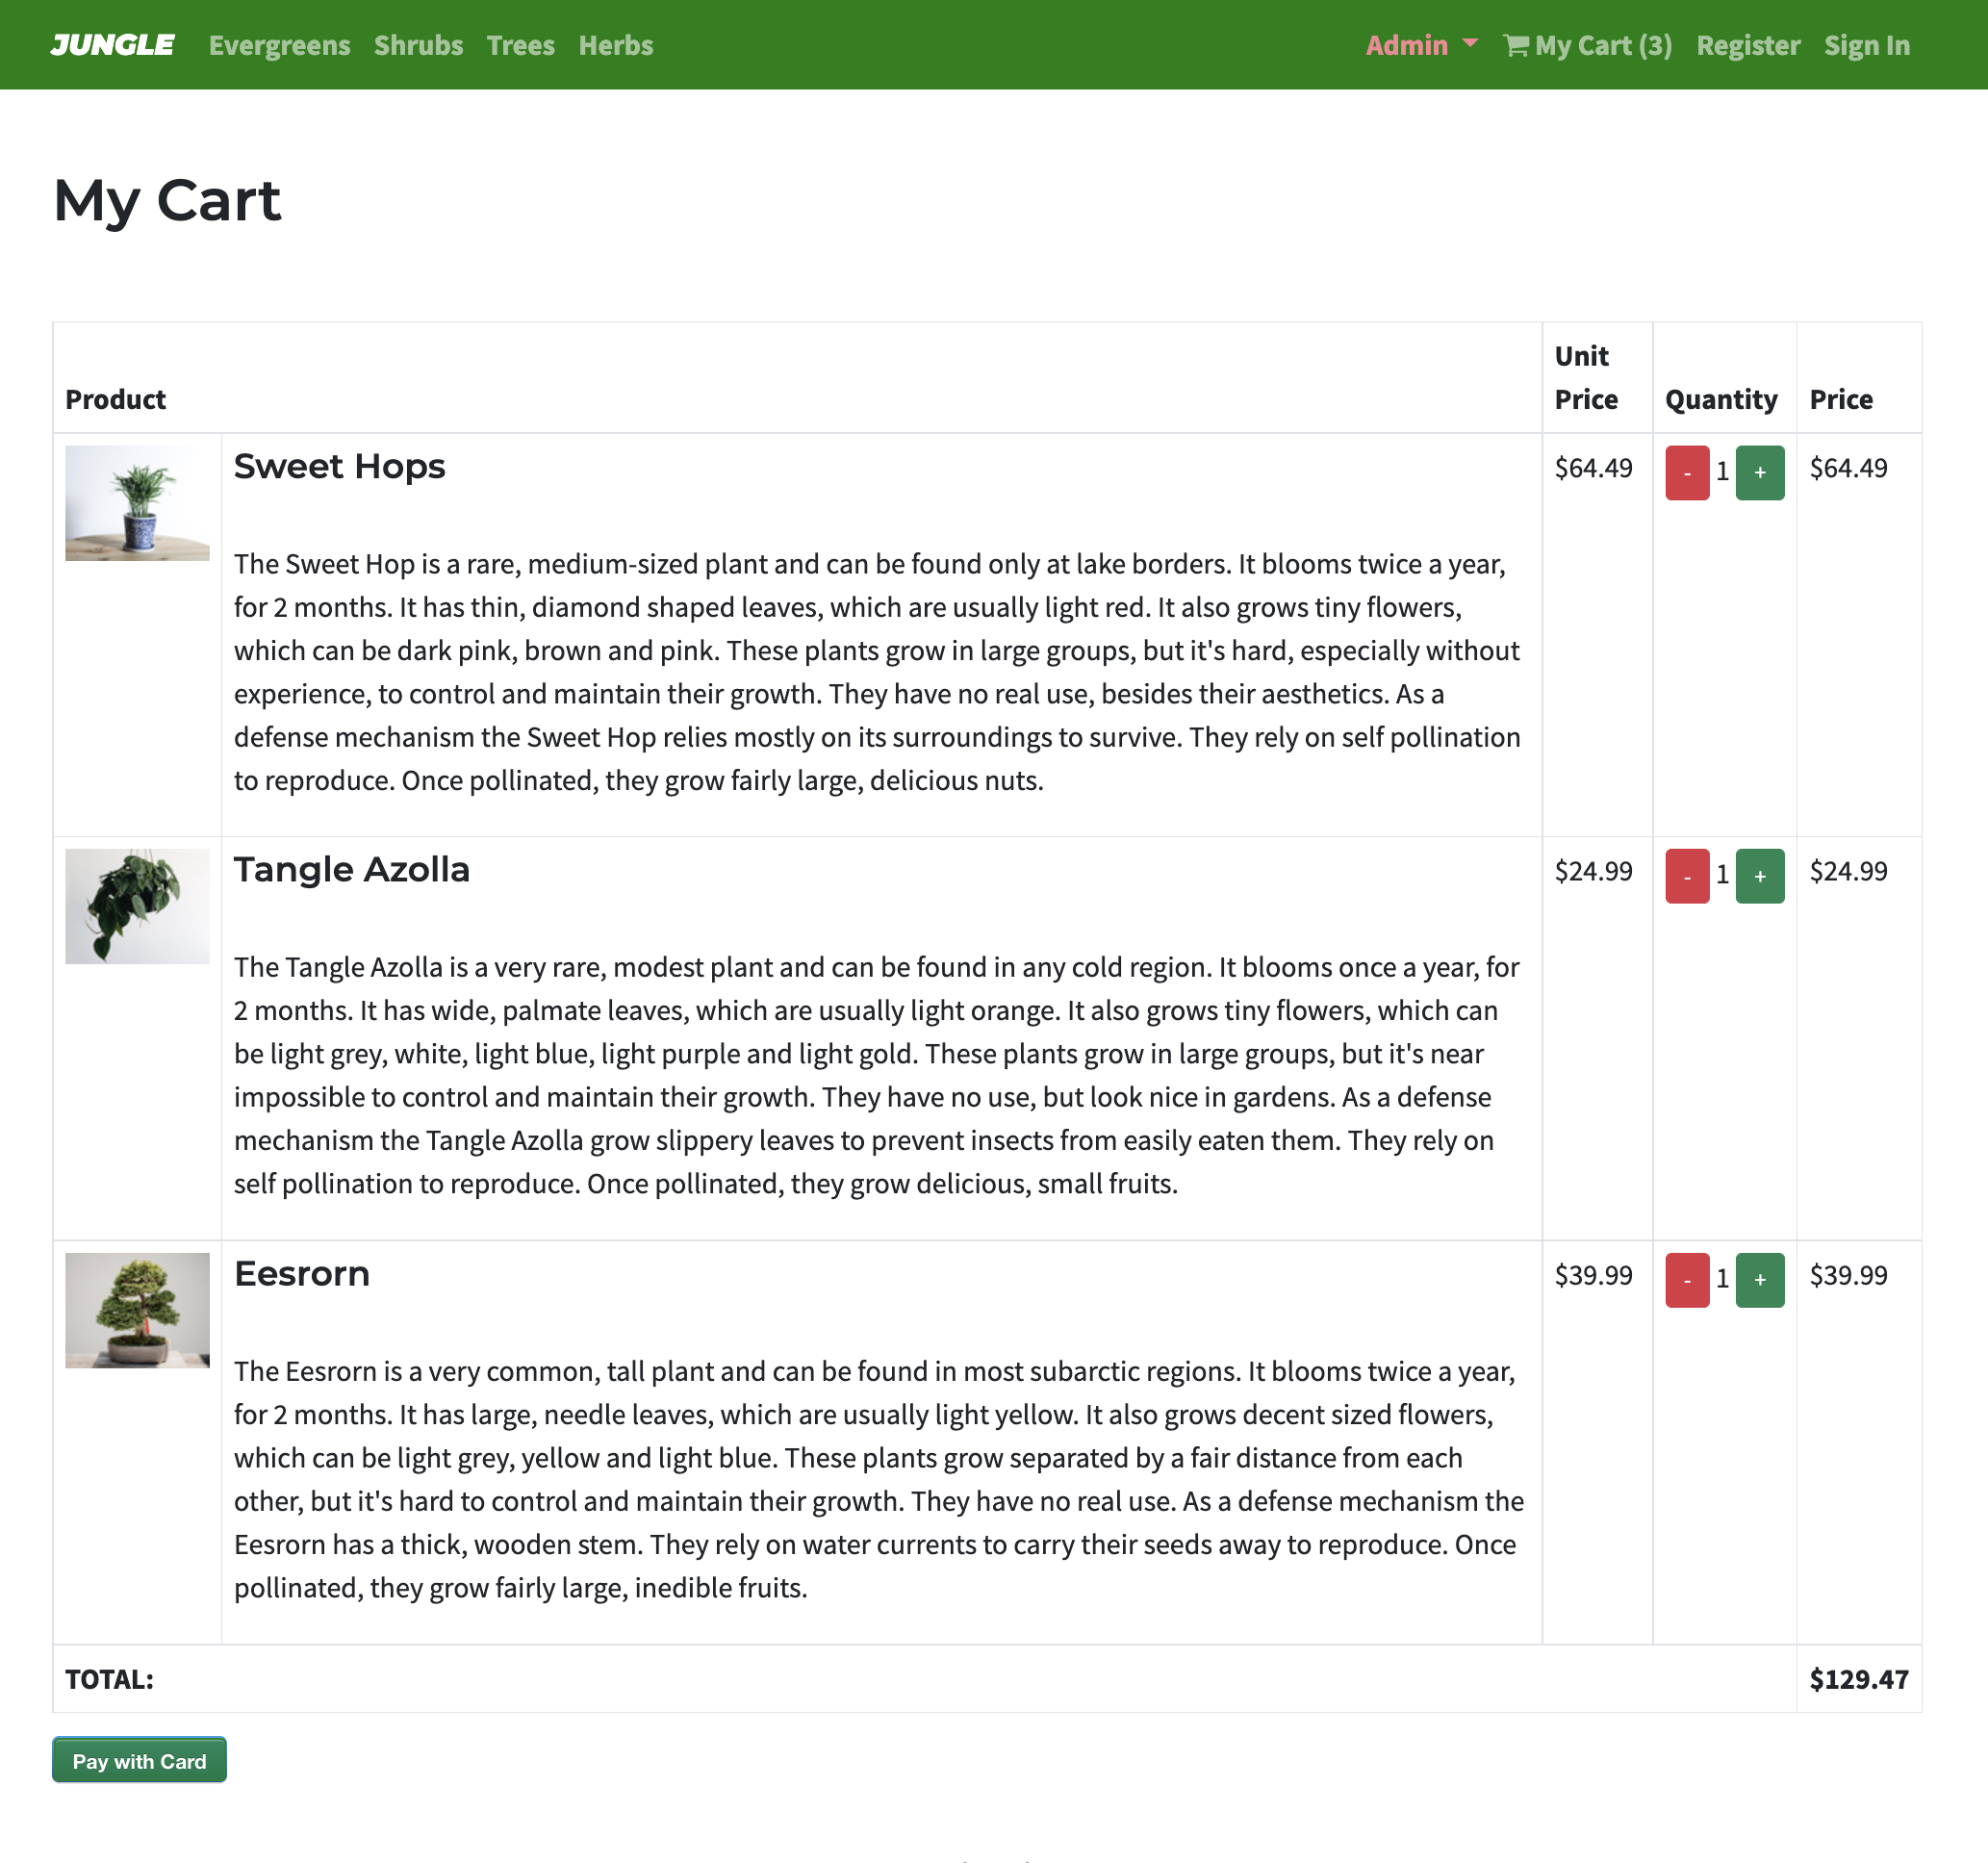 JUNGLE Evergreens Shrubs Trees Herbs Admin My Cart (3) Register Sign In
My Cart
Product Unit Price Quantity Price
Sweet Hops $64.49 - 1 + $64.49
The Sweet Hop is a rare, medium-sized plant and can be found only at lake borders. It blooms twice a year,
for 2 months. It has thin, diamond shaped leaves, which are usually light red. It also grows tiny flowers,
which can be dark pink, brown and pink. These plants grow in large groups, but it's hard, especially without
experience, to control and maintain their growth. They have no real use, besides their aesthetics. As a
defense mechanism the Sweet Hop relies mostly on its surroundings to survive. They rely on self pollination
to reproduce. Once pollinated, they grow fairly large, delicious nuts.
Tangle Azolla $24.99 - 1 + $24.99
The Tangle Azolla is a very rare, modest plant and can be found in any cold region. It blooms once a year, for
2 months. It has wide, palmate leaves, which are usually light orange. It also grows tiny flowers, which can
be light grey, white, light blue, light purple and light gold. These plants grow in large groups, but it's near
impossible to control and maintain their growth. They have no use, but look nice in gardens. As a defense
mechanism the Tangle Azolla grow slippery leaves to prevent insects from easily eaten them. They rely on
self pollination to reproduce. Once pollinated, they grow delicious, small fruits.
Eesrorn $39.99 - 1 + $39.99
The Eesrorn is a very common, tall plant and can be found in most subarctic regions. It blooms twice a year,
for 2 months. It has large, needle leaves, which are usually light yellow. It also grows decent sized flowers,
which can be light grey, yellow and light blue. These plants grow separated by a fair distance from each
other, but it's hard to control and maintain their growth. They have no real use. As a defense mechanism the
Eesrorn has a thick, wooden stem. They rely on water currents to carry their seeds away to reproduce. Once
pollinated, they grow fairly large, inedible fruits.
TOTAL: $129.47
Pay with Card